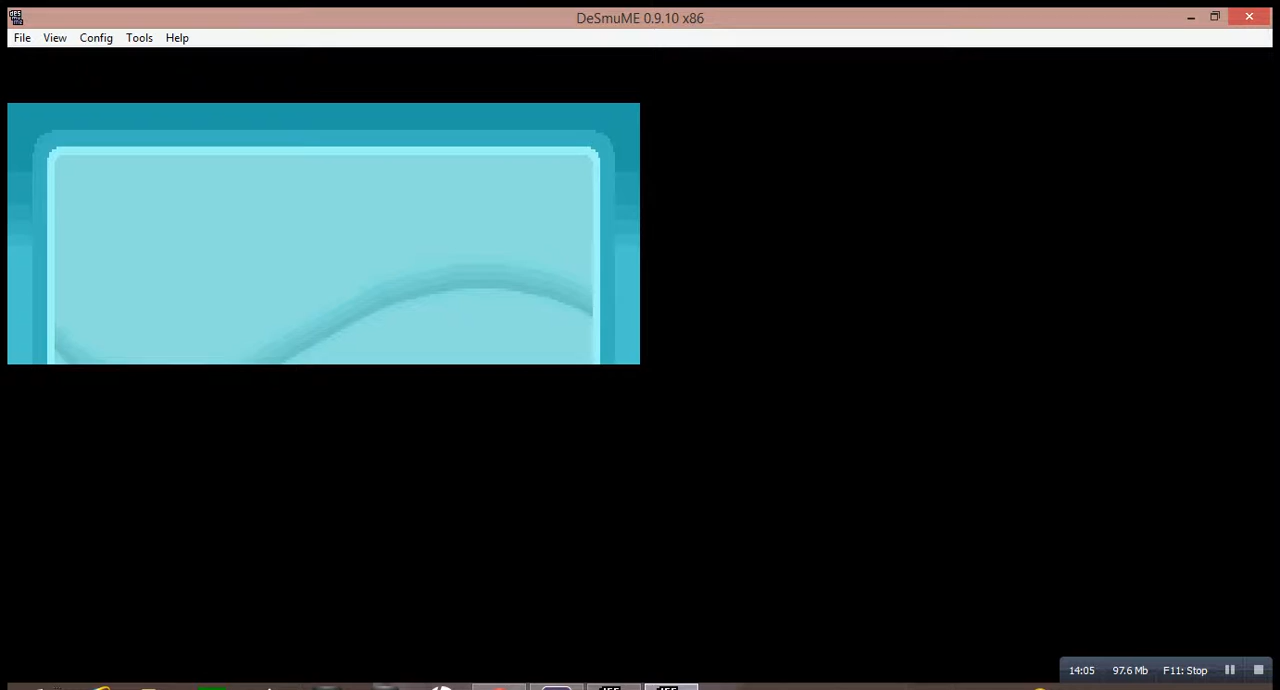 DeSmuME 0.9.10 x86
File View Config Tools Help
14:05 97.6 Mb F11: Stop